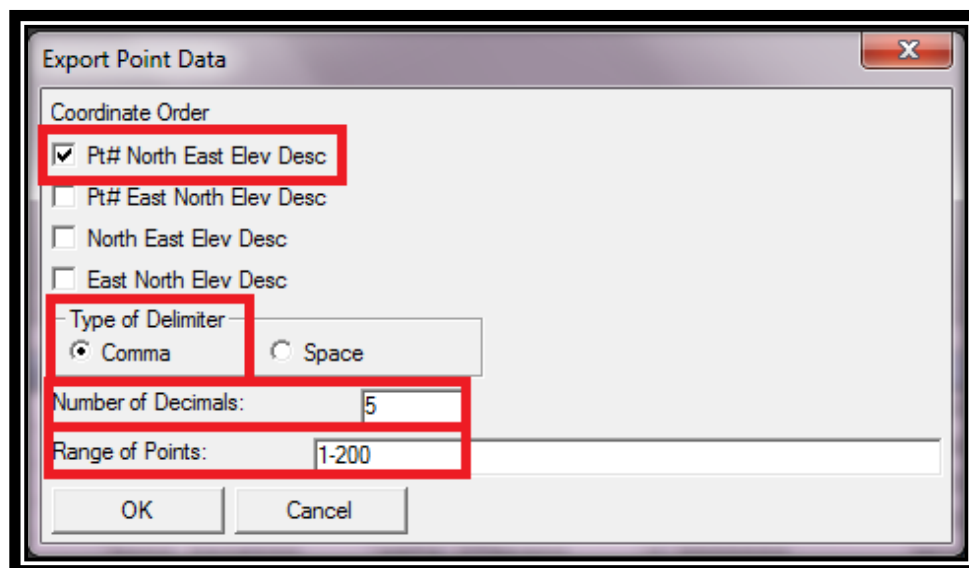 Export Point Data
Coordinate Order
Pt# North East Elev Desc
Pt# East North Elev Desc
North East Elev Desc
East North Elev Desc
Type of Delimiter
Comma Space
Number of Decimals: 5
Range of Points: 1-200
OK Cancel